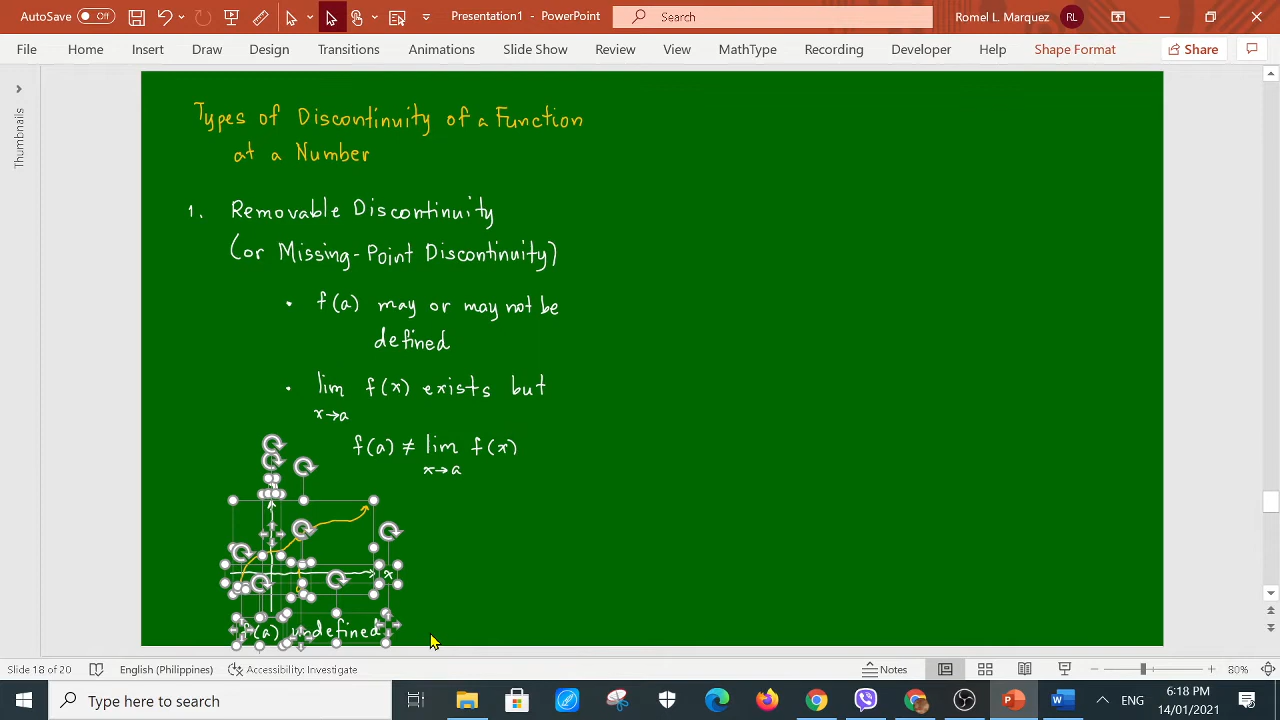 AutoSave Off Presentation1 - PowerPoint Search Romel L. Marquez RL
File Home Insert Draw Design Transitions Animations Slide Show Review View MathType Recording Developer Help Shape Format Share
Thumbnails
Types of Discontinuity of a Function
at a Number
1. Removable Discontinuity
(or Missing-Point Discontinuity)
• f(a) may or may not be
defined
• lim f(x) exists but
x→a
f(a) ≠ lim f(x)
x→a
x
f(a) undefined
Slide 18 of 20 English (Philippines) Accessibility: Investigate Notes 80%
Type here to search ENG 6:18 PM
14/01/2021